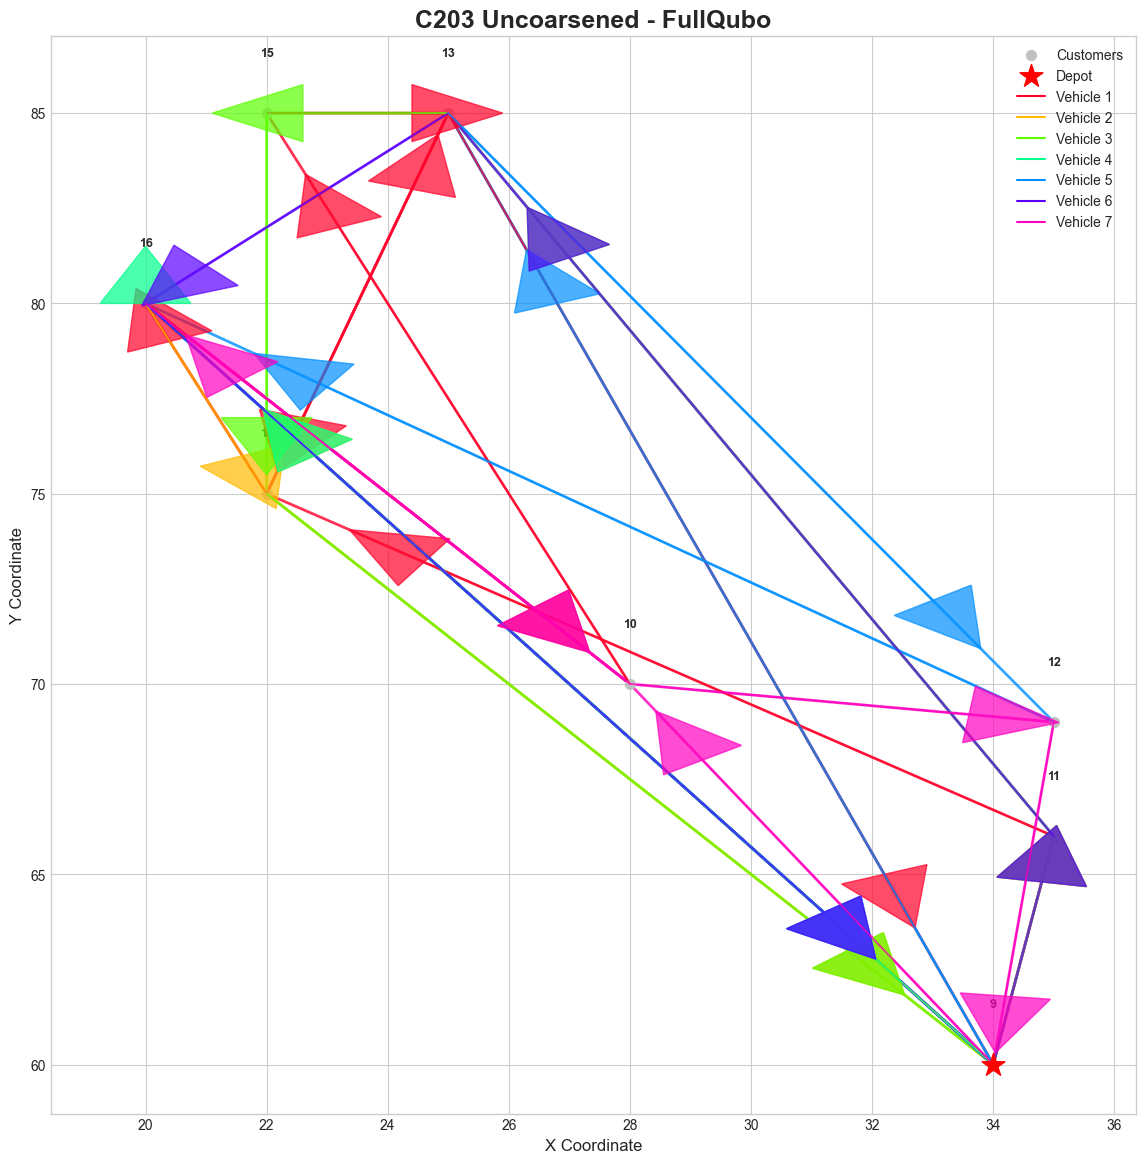 C203 Uncoarsened - FullQubo
15
13
Customers
Depot
Vehicle 1
Vehicle 2
Vehicle 3
Vehicle 4
Vehicle 5
Vehicle 6
Vehicle 7
16
10
12
11
9
85
80
75
70
65
60
20
22
24
26
28
30
32
34
36
X Coordinate
Y Coordinate